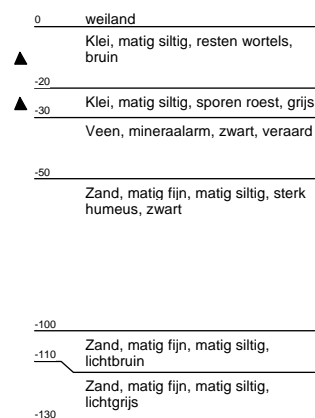 0 weiland
Klei, matig siltig, resten wortels,
bruin
-20
Klei, matig siltig, sporen roest, grijs
-30
Veen, mineraalarm, zwart, veraard
-50
Zand, matig fijn, matig siltig, sterk
humeus, zwart
-100
Zand, matig fijn, matig siltig,
lichtbruin
-110
Zand, matig fijn, matig siltig,
lichtgrijs
-130